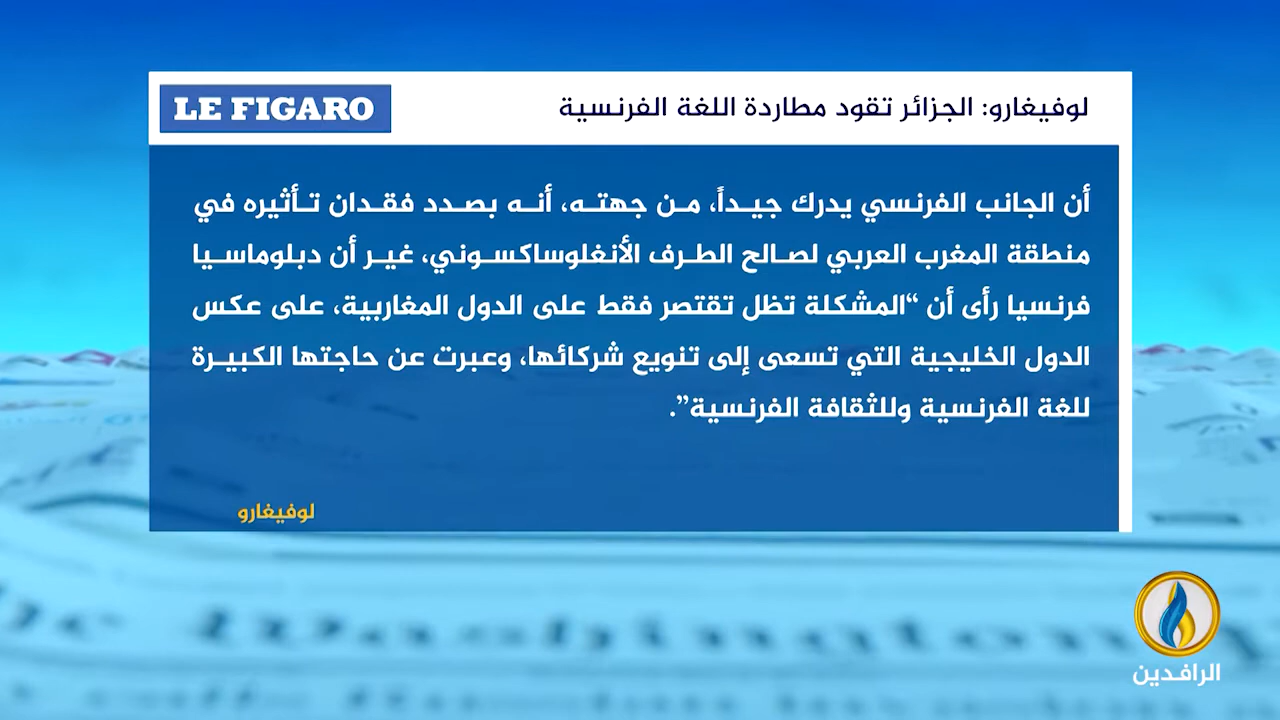 LE FIGARO
لوفيغارو: الجزائر تقود مطاردة اللغة الفرنسية
أن الجانب الفرنسي يدرك جيداً، من جهته، أنه بصدد فقدان تأثيره في
منطقة المغرب العربي لصالح الطرف الأنغلوساكسوني، غير أن دبلوماسيا
فرنسيا رأى أن “المشكلة تظل تقتصر فقط على الدول المغاربية، على عكس
الدول الخليجية التي تسعى إلى تنويع شركائها، وعبرت عن حاجتها الكبيرة
للغة الفرنسية وللثقافة الفرنسية”.
لوفيغارو
الرافدين